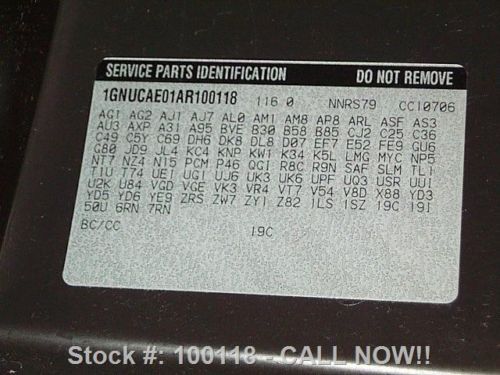 SERVICE PARTS IDENTIFICATION DO NOT REMOVE
1GNUCAE01AR100118 116.0 NNRS79 CC10706
AG1 AG2 AJ1 AJ7 AL0 AM1 AM8 AP8 ARL ASF AS3
AU3 AXP A31 A95 BVE B30 B58 B85 CJ2 C25 C36
C49 C5Y C69 DH6 DK8 DL8 D07 EF7 E52 FE9 GU6
G80 JD9 JL4 KC4 KNP KW1 K34 K5L LMG MYC NP5
NT7 NZ4 N15 PCM P46 QG1 R8C R9N SAF SLM TL1
T1U T74 UE1 UG1 UJ3 UK3 UK6 UPF UQ3 USR UU1
U2K U84 VGD VGE VK3 VR4 VT7 V54 V8D X88 YD3
YD5 YD6 YE9 ZRS ZW7 ZY1 Z82 1LS 1SZ 19C 19I
50U 6RN 7RN
BC/CC 19C
Stock #: 100118 - CALL NOW!!